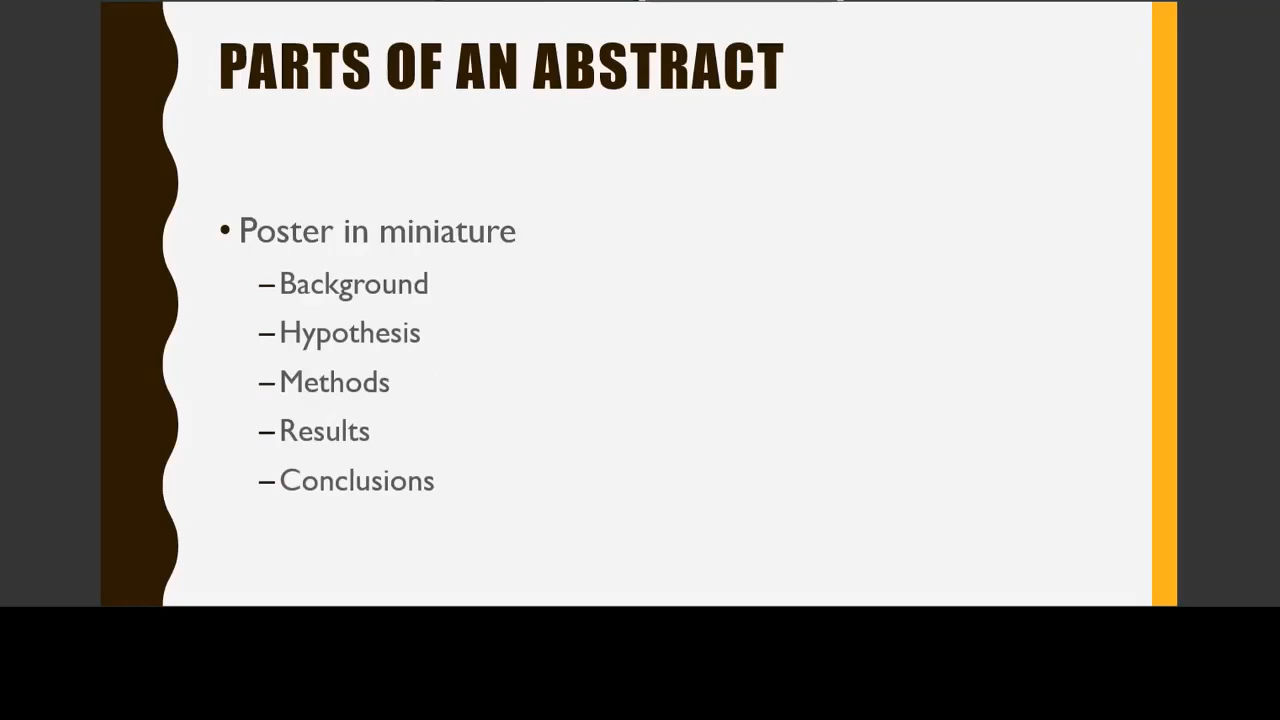 PARTS OF AN ABSTRACT
• Poster in miniature
– Background
– Hypothesis
– Methods
– Results
– Conclusions